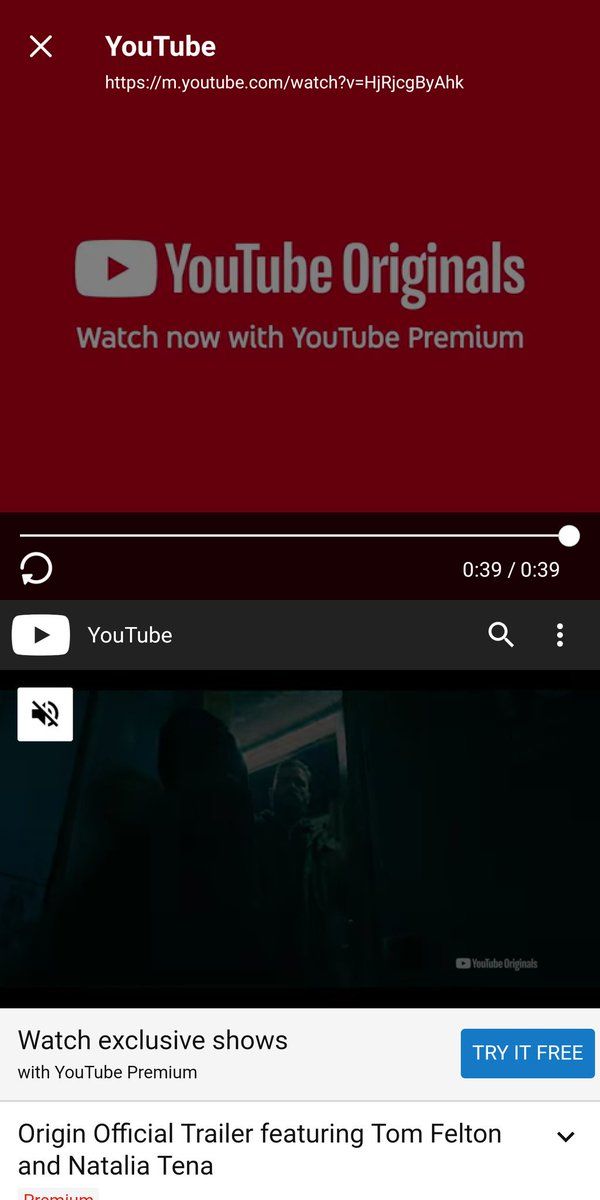 YouTube
https://m.youtube.com/watch?v=HjRjcgByAhk
YouTube Originals
Watch now with YouTube Premium
0:39 / 0:39
YouTube
YouTube Originals
Watch exclusive shows
with YouTube Premium
TRY IT FREE
Origin Official Trailer featuring Tom Felton
and Natalia Tena
Premium